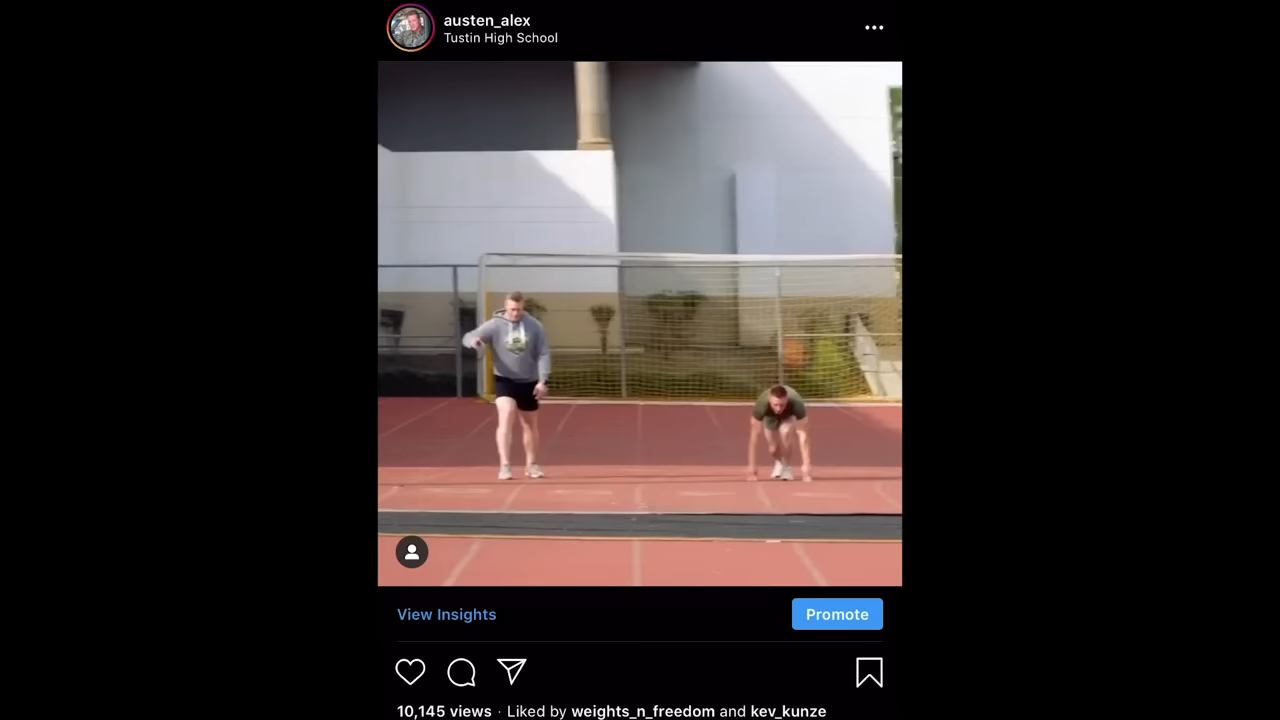 austen_alex
Tustin High School
View Insights
Promote
10,145 views · Liked by weights_n_freedom and kev_kunze